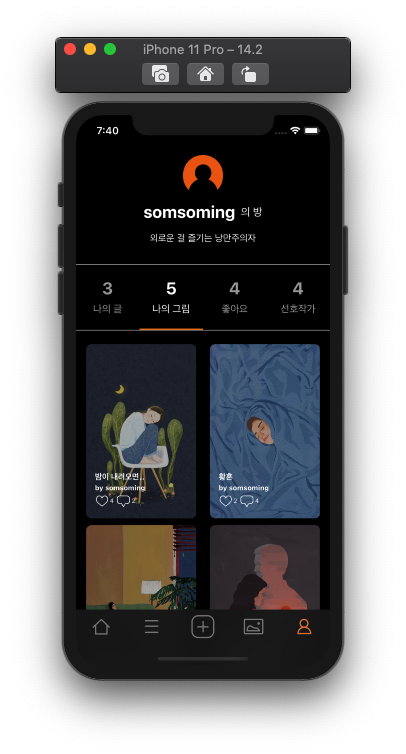 iPhone 11 Pro – 14.2
7:40
somsoming 의 방
외로운 걸 즐기는 낭만주의자
3 5 4 4
나의 글 나의 그림 좋아요 선호작가
밤이 내려오면.. 황혼
by somsoming by somsoming
4 2 2 4